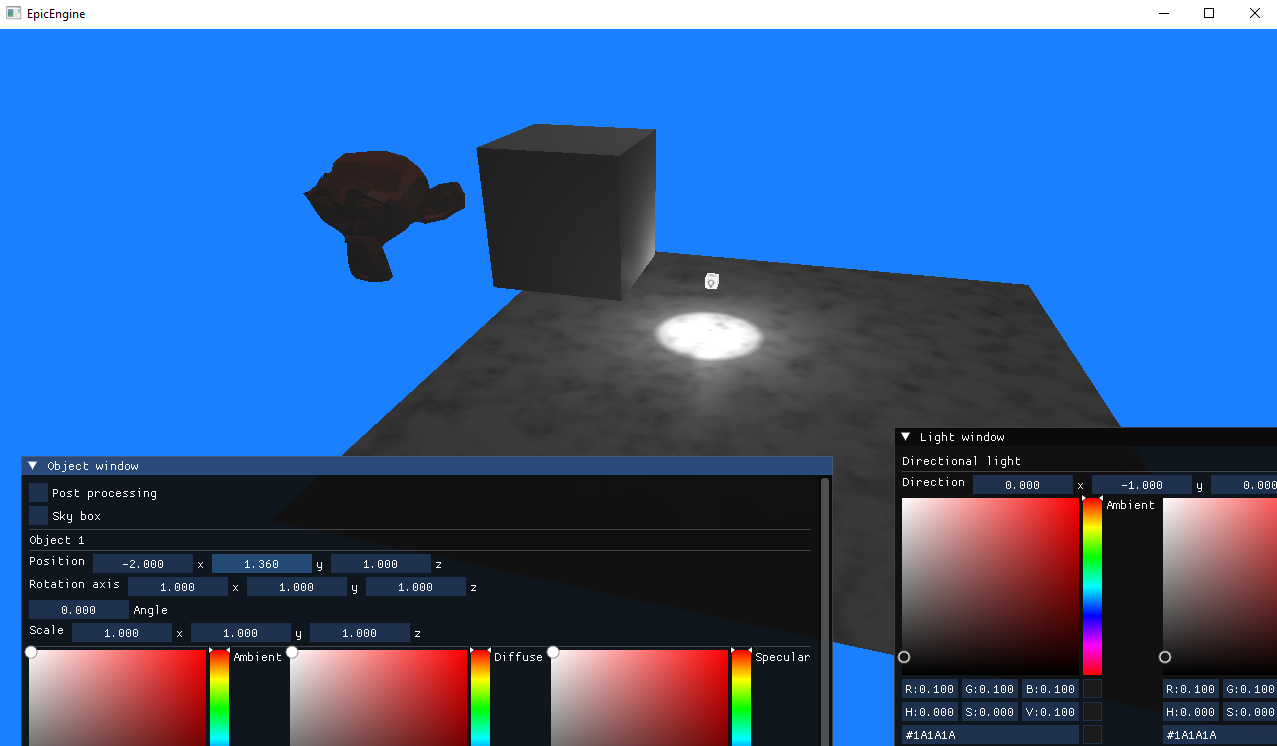 EpicEngine
Object window
Post processing
Sky box
Object 1
Position -2.000 x 1.360 y 1.000 z
Rotation axis 1.000 x 1.000 y 1.000 z
0.000 Angle
Scale 1.000 x 1.000 y 1.000 z
Ambient Diffuse Specular
Light window
Directional light
Direction 0.000 x -1.000 y 0.000
Ambient
R:0.100 G:0.100 B:0.100 R:0.100 G:0.100
H:0.000 S:0.000 V:0.100 H:0.000 S:0.000
#1A1A1A #1A1A1A